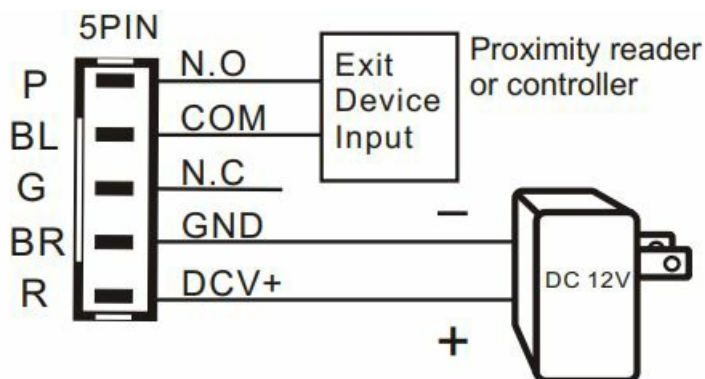 5PIN
P
N.O
BL
COM
G
N.C
BR
GND
R
DCV+
Exit
Device
Input
Proximity reader
or controller
−
+
DC 12V